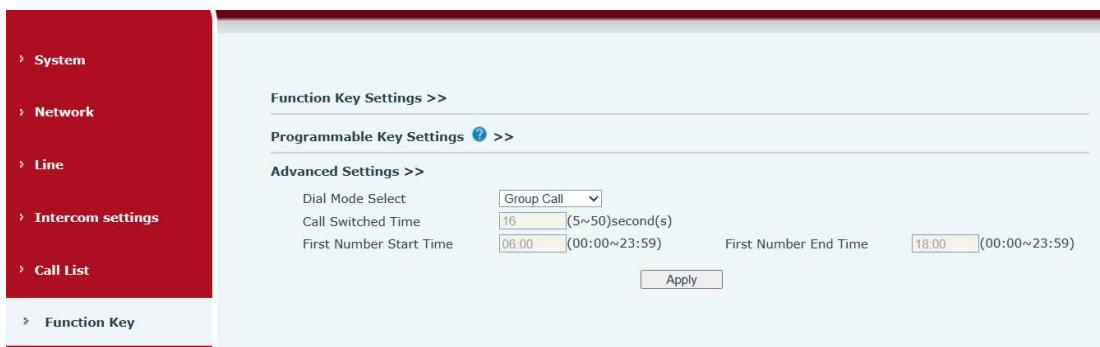 System
Network
Line
Intercom settings
Call List
Function Key
Function Key Settings >>
Programmable Key Settings ? >>
Advanced Settings >>
Dial Mode Select Group Call
Call Switched Time 16 (5~50)second(s)
First Number Start Time 06:00 (00:00~23:59) First Number End Time 18:00 (00:00~23:59)
Apply